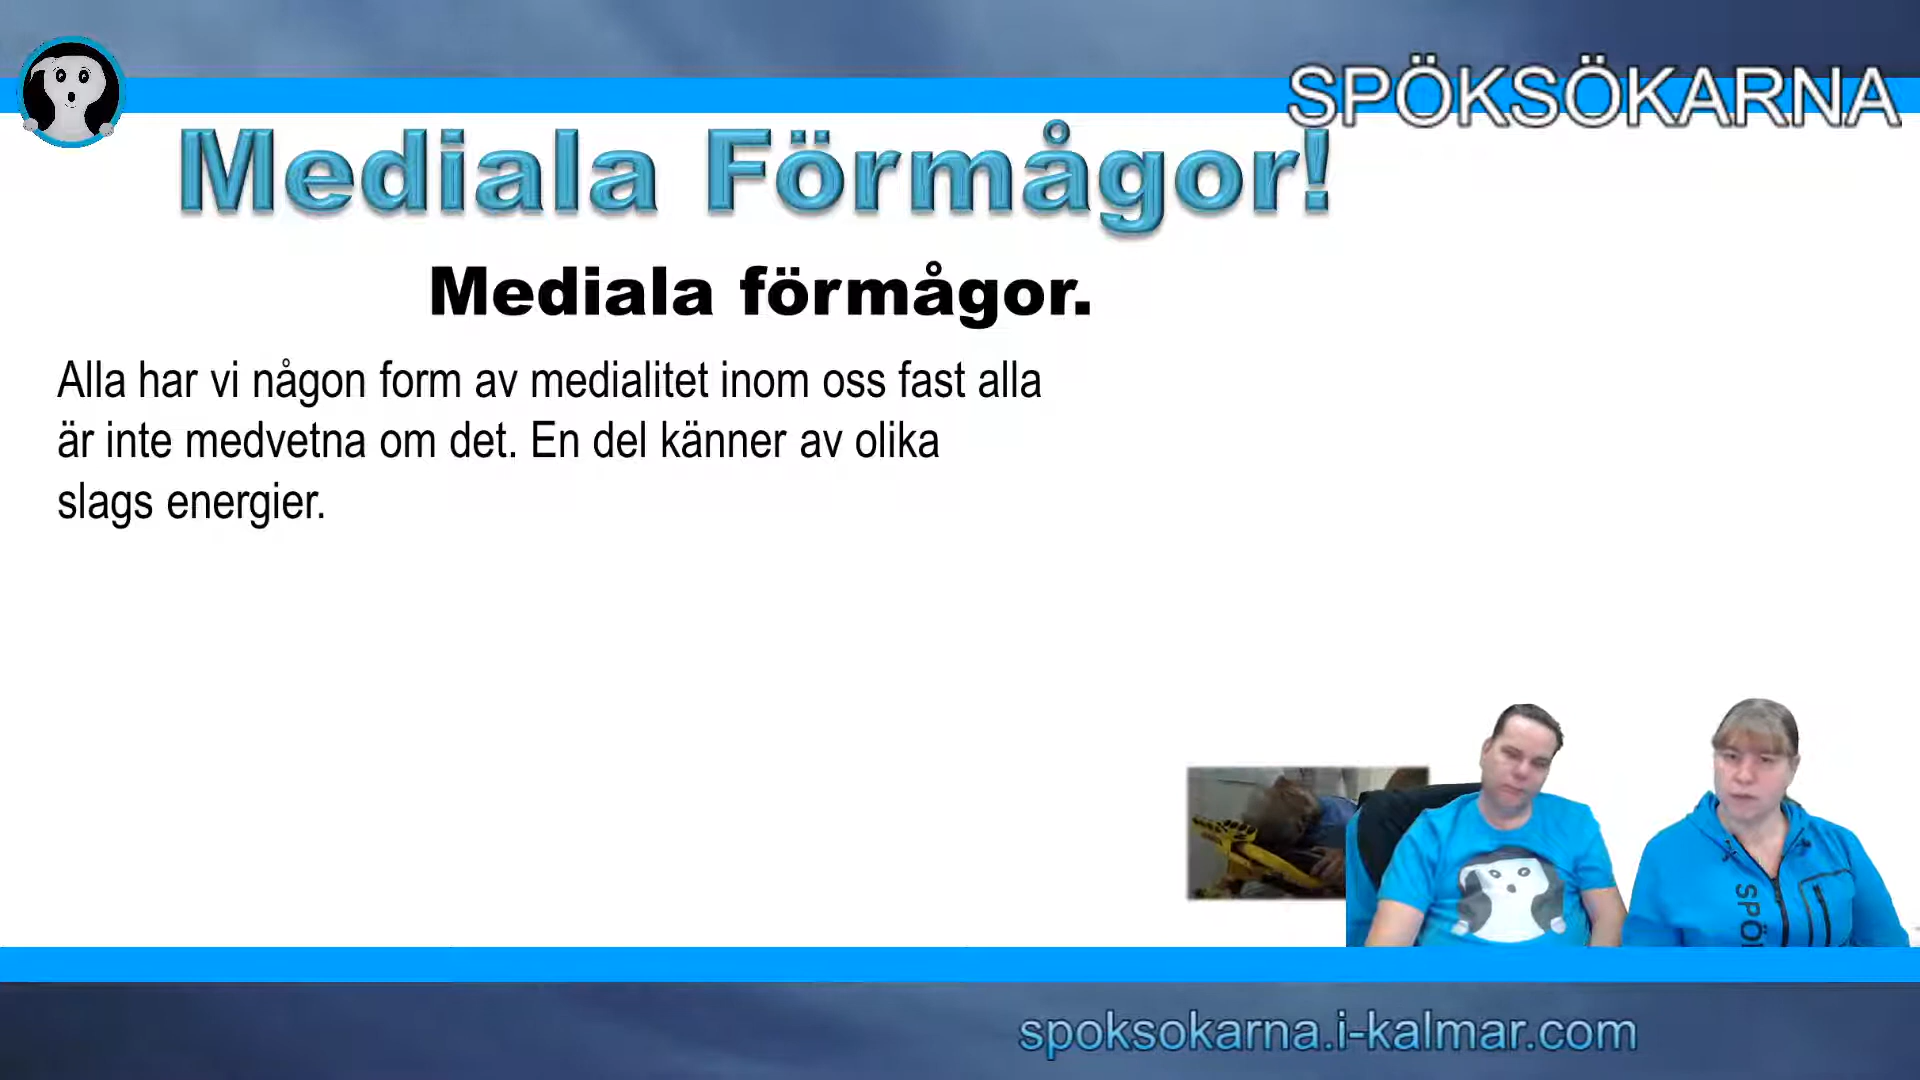 SPÖKSÖKARNA
Mediala Förmågor!
Mediala förmågor.
Alla har vi någon form av medialitet inom oss fast alla
är inte medvetna om det. En del känner av olika
slags energier.
SPÖ
spoksokarna.i-kalmar.com